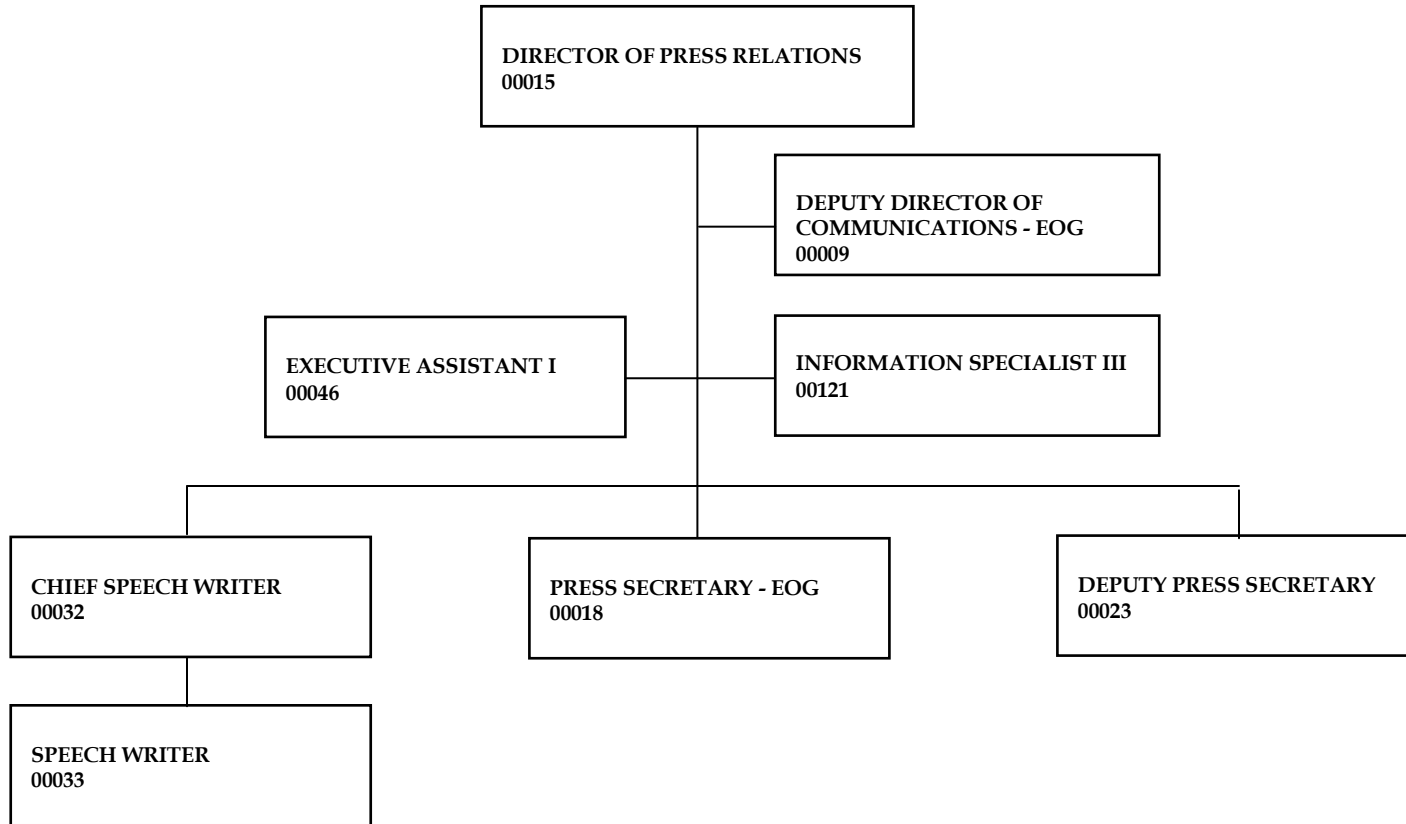 DIRECTOR OF PRESS RELATIONS
00015
DEPUTY DIRECTOR OF
COMMUNICATIONS - EOG
00009
EXECUTIVE ASSISTANT I
00046
INFORMATION SPECIALIST III
00121
CHIEF SPEECH WRITER
00032
PRESS SECRETARY - EOG
00018
DEPUTY PRESS SECRETARY
00023
SPEECH WRITER
00033